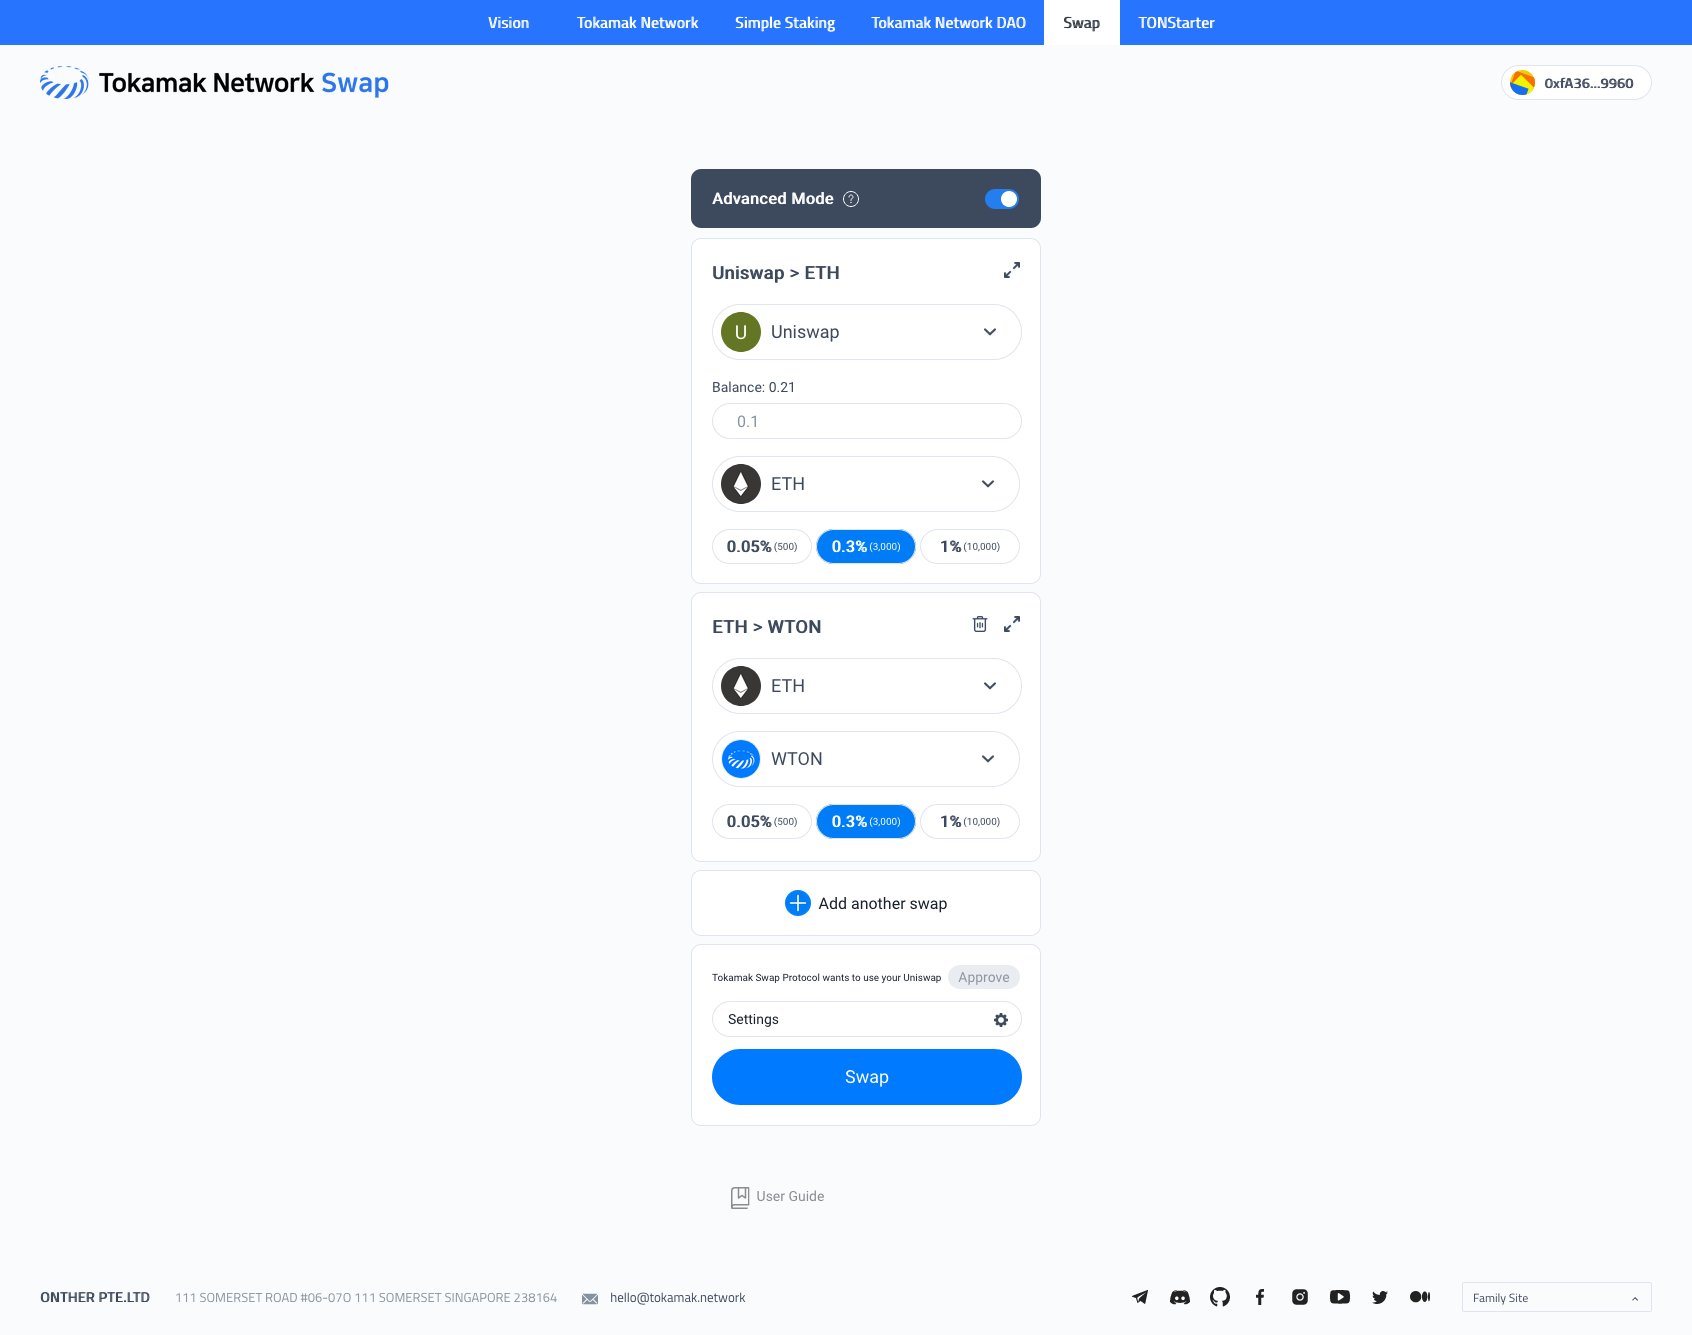 Vision Tokamak Network Simple Staking Tokamak Network DAO Swap TONStarter
Tokamak Network Swap
0xfA36...9960
Advanced Mode ?
Uniswap > ETH
U Uniswap
Balance: 0.21
0.1
ETH
0.05% (500) 0.3% (3,000) 1% (10,000)
ETH > WTON
ETH
WTON
0.05% (500) 0.3% (3,000) 1% (10,000)
Add another swap
Tokamak Swap Protocol wants to use your Uniswap Approve
Settings
Swap
User Guide
ONTHER PTE.LTD 111 SOMERSET ROAD #06-07O 111 SOMERSET SINGAPORE 238164 hello@tokamak.network Family Site